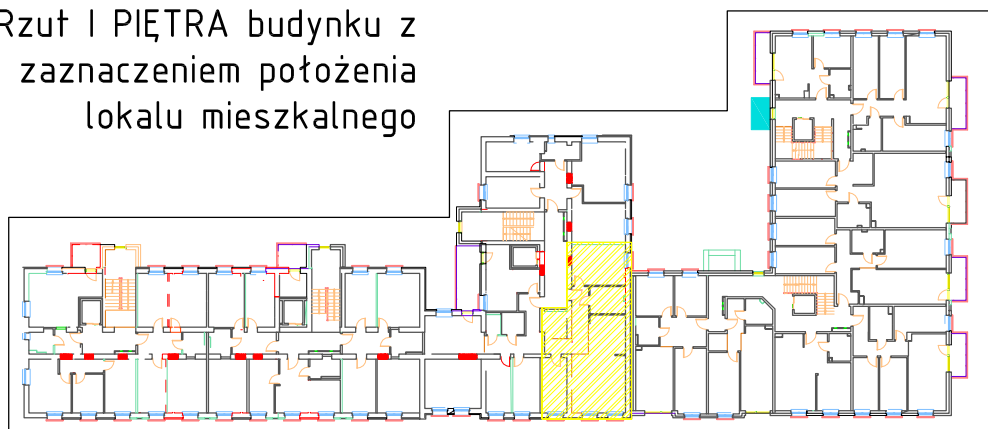 Rzut I PIĘTRA budynku z
zaznaczeniem położenia
lokalu mieszkalnego